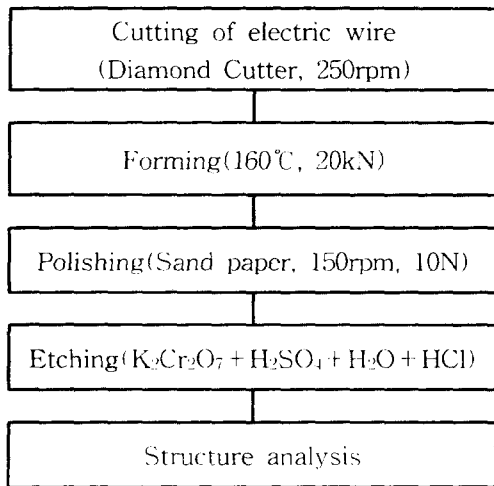 Cutting of electric wire
(Diamond Cutter, 250rpm)
Forming(160℃, 20kN)
Polishing(Sand paper, 150rpm, 10N)
Etching(K₂Cr₂O₇+H₂SO₄+H₂O+HCl)
Structure analysis